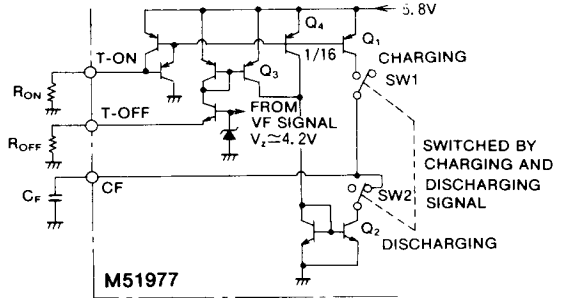 5.8V
Q4
Q1
T-ON
1/16
CHARGING
SW1
RON
Q3
T-OFF
FROM
VF SIGNAL
Vz≃4.2V
ROFF
SWITCHED BY
CHARGING AND
DISCHARGING
SIGNAL
CF
CF
SW2
Q2
DISCHARGING
M51977